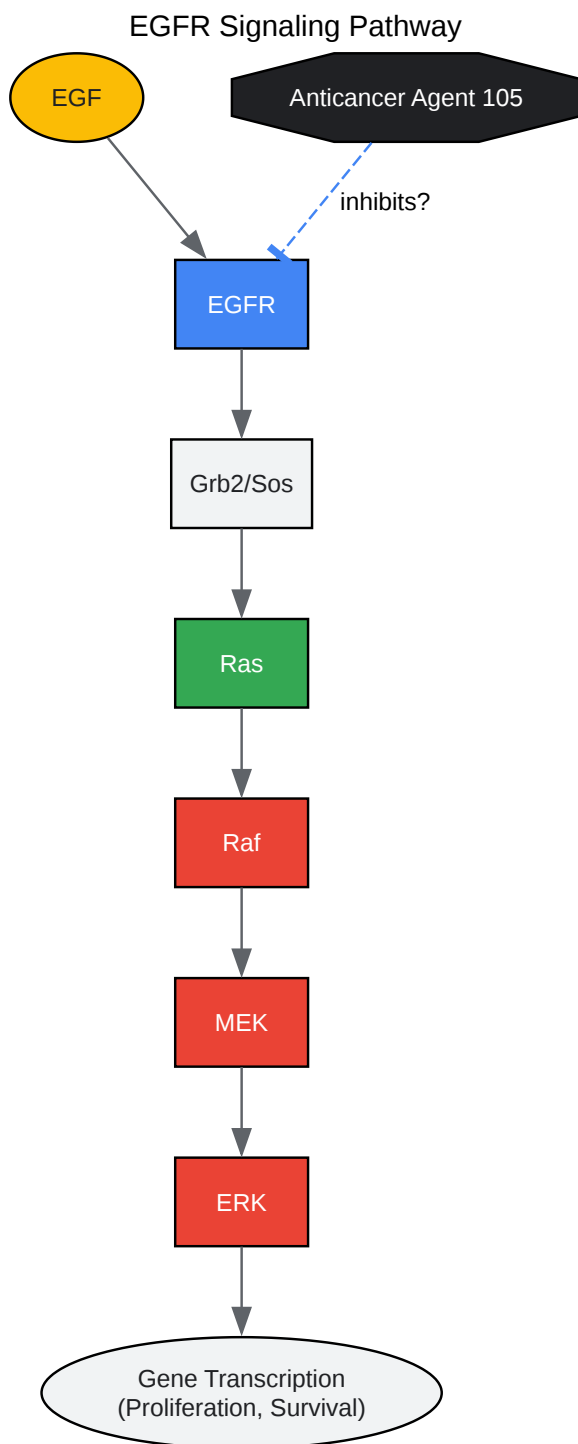 EGFR Signaling Pathway
EGF
Anticancer Agent 105
inhibits?
EGFR
Grb2/Sos
Ras
Raf
MEK
ERK
Gene Transcription
(Proliferation, Survival)